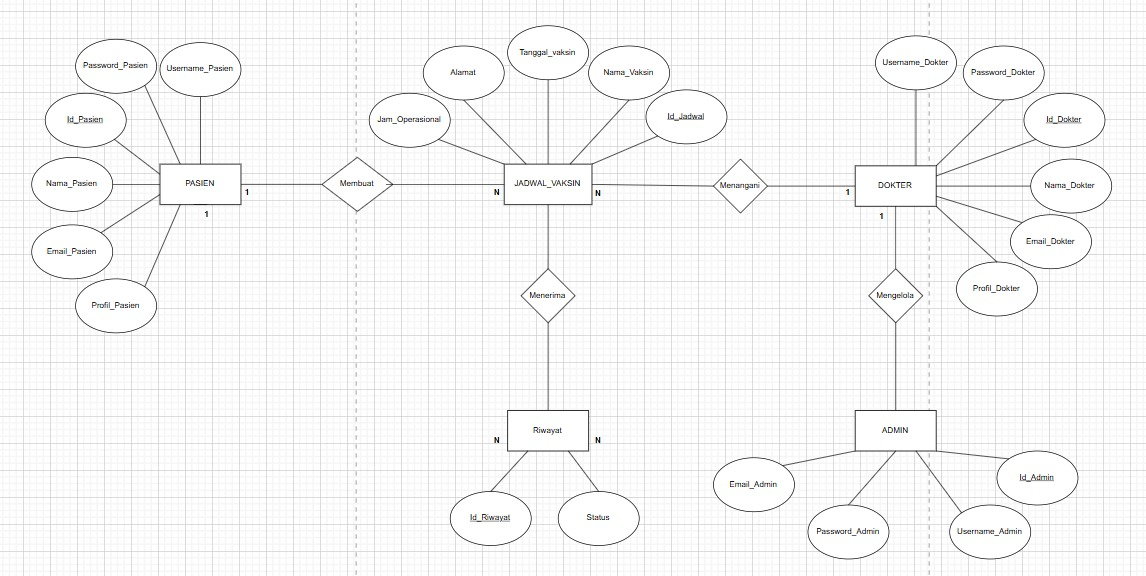 Password_Pasien
Username_Pasien
Id_Pasien
Nama_Pasien
PASIEN
Email_Pasien
Profil_Pasien
1
1
Membuat
Jam_Operasional
Alamat
Tanggal_vaksin
Nama_Vaksin
Id_Jadwal
JADWAL_VAKSIN
N
N
Menangani
Username_Dokter
Password_Dokter
Id_Dokter
Nama_Dokter
Email_Dokter
Profil_Dokter
DOKTER
1
1
Menerima
Mengelola
Riwayat
N
N
Id_Riwayat
Status
ADMIN
Email_Admin
Password_Admin
Username_Admin
Id_Admin